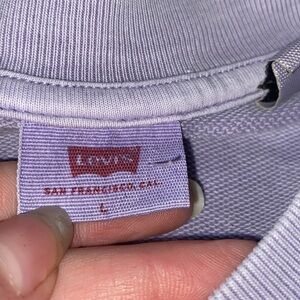 Levi's
SAN FRANCISCO, CAL.
L